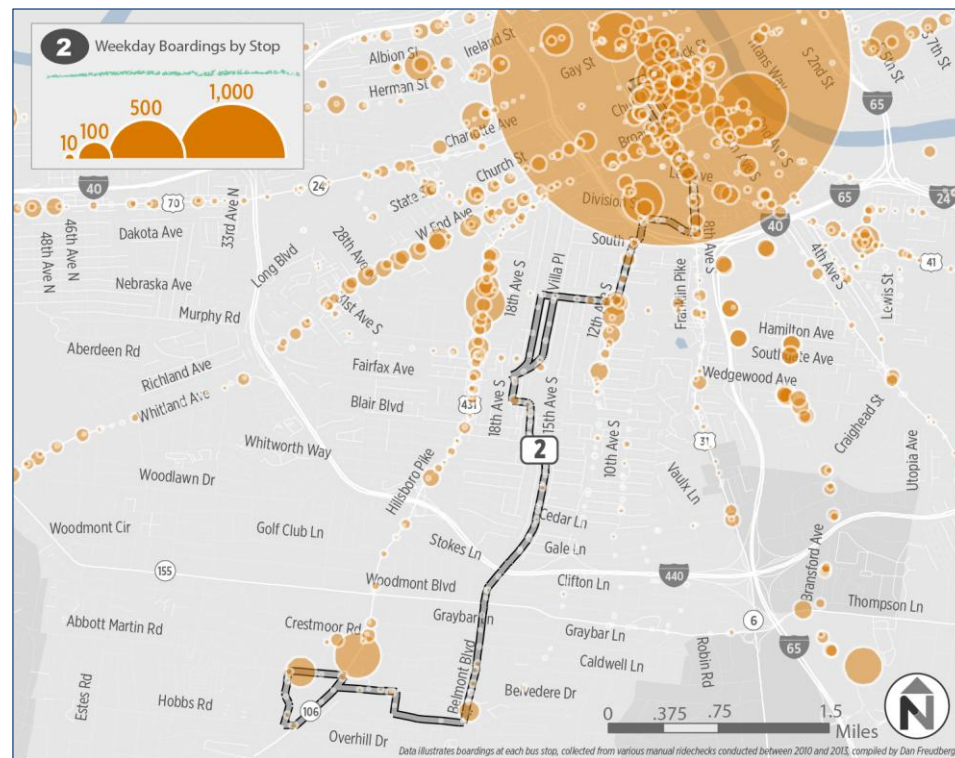 2 Weekday Boardings by Stop
10 100 500 1,000
Albion St
Ireland St
Herman St
Gay St
S 2nd St
S 5th St
S 7th St
65
Charlotte Ave
Church St
State St
W End Ave
Division St
South
40
70
24
65
40
24
41
46th Ave N
48th Ave N
Dakota Ave
33rd Ave N
28th Ave
Long Blvd
Nebraska Ave
Murphy Rd
31st Ave S
18th Ave S
Villa Pl
12th Ave S
Franklin Pike
8th Ave S
4th Ave S
Lewis St
Aberdeen Rd
Richland Ave
Whitland Ave
Fairfax Ave
Blair Blvd
Hamilton Ave
Southgate Ave
Wedgewood Ave
431
18th Ave S
15th Ave S
10th Ave S
31
Craighead St
Utopia Ave
Whitworth Way
Hillsboro Pike
2
Vaulx Ln
Woodlawn Dr
Woodmont Cir
Golf Club Ln
Stokes Ln
Cedar Ln
Gale Ln
155
Woodmont Blvd
Clifton Ln
440
Bransford Ave
Abbott Martin Rd
Crestmoor Rd
Graybar Ln
Graybar Ln
Thompson Ln
6
65
Caldwell Ln
Robin Rd
Estes Rd
Hobbs Rd
106
Belmont Blvd
Belvedere Dr
Overhill Dr
0 .375 .75 1.5
Miles
N
Data illustrates boardings at each bus stop, collected from various manual ridechecks conducted between 2010 and 2013, compiled by Dan Freudberg